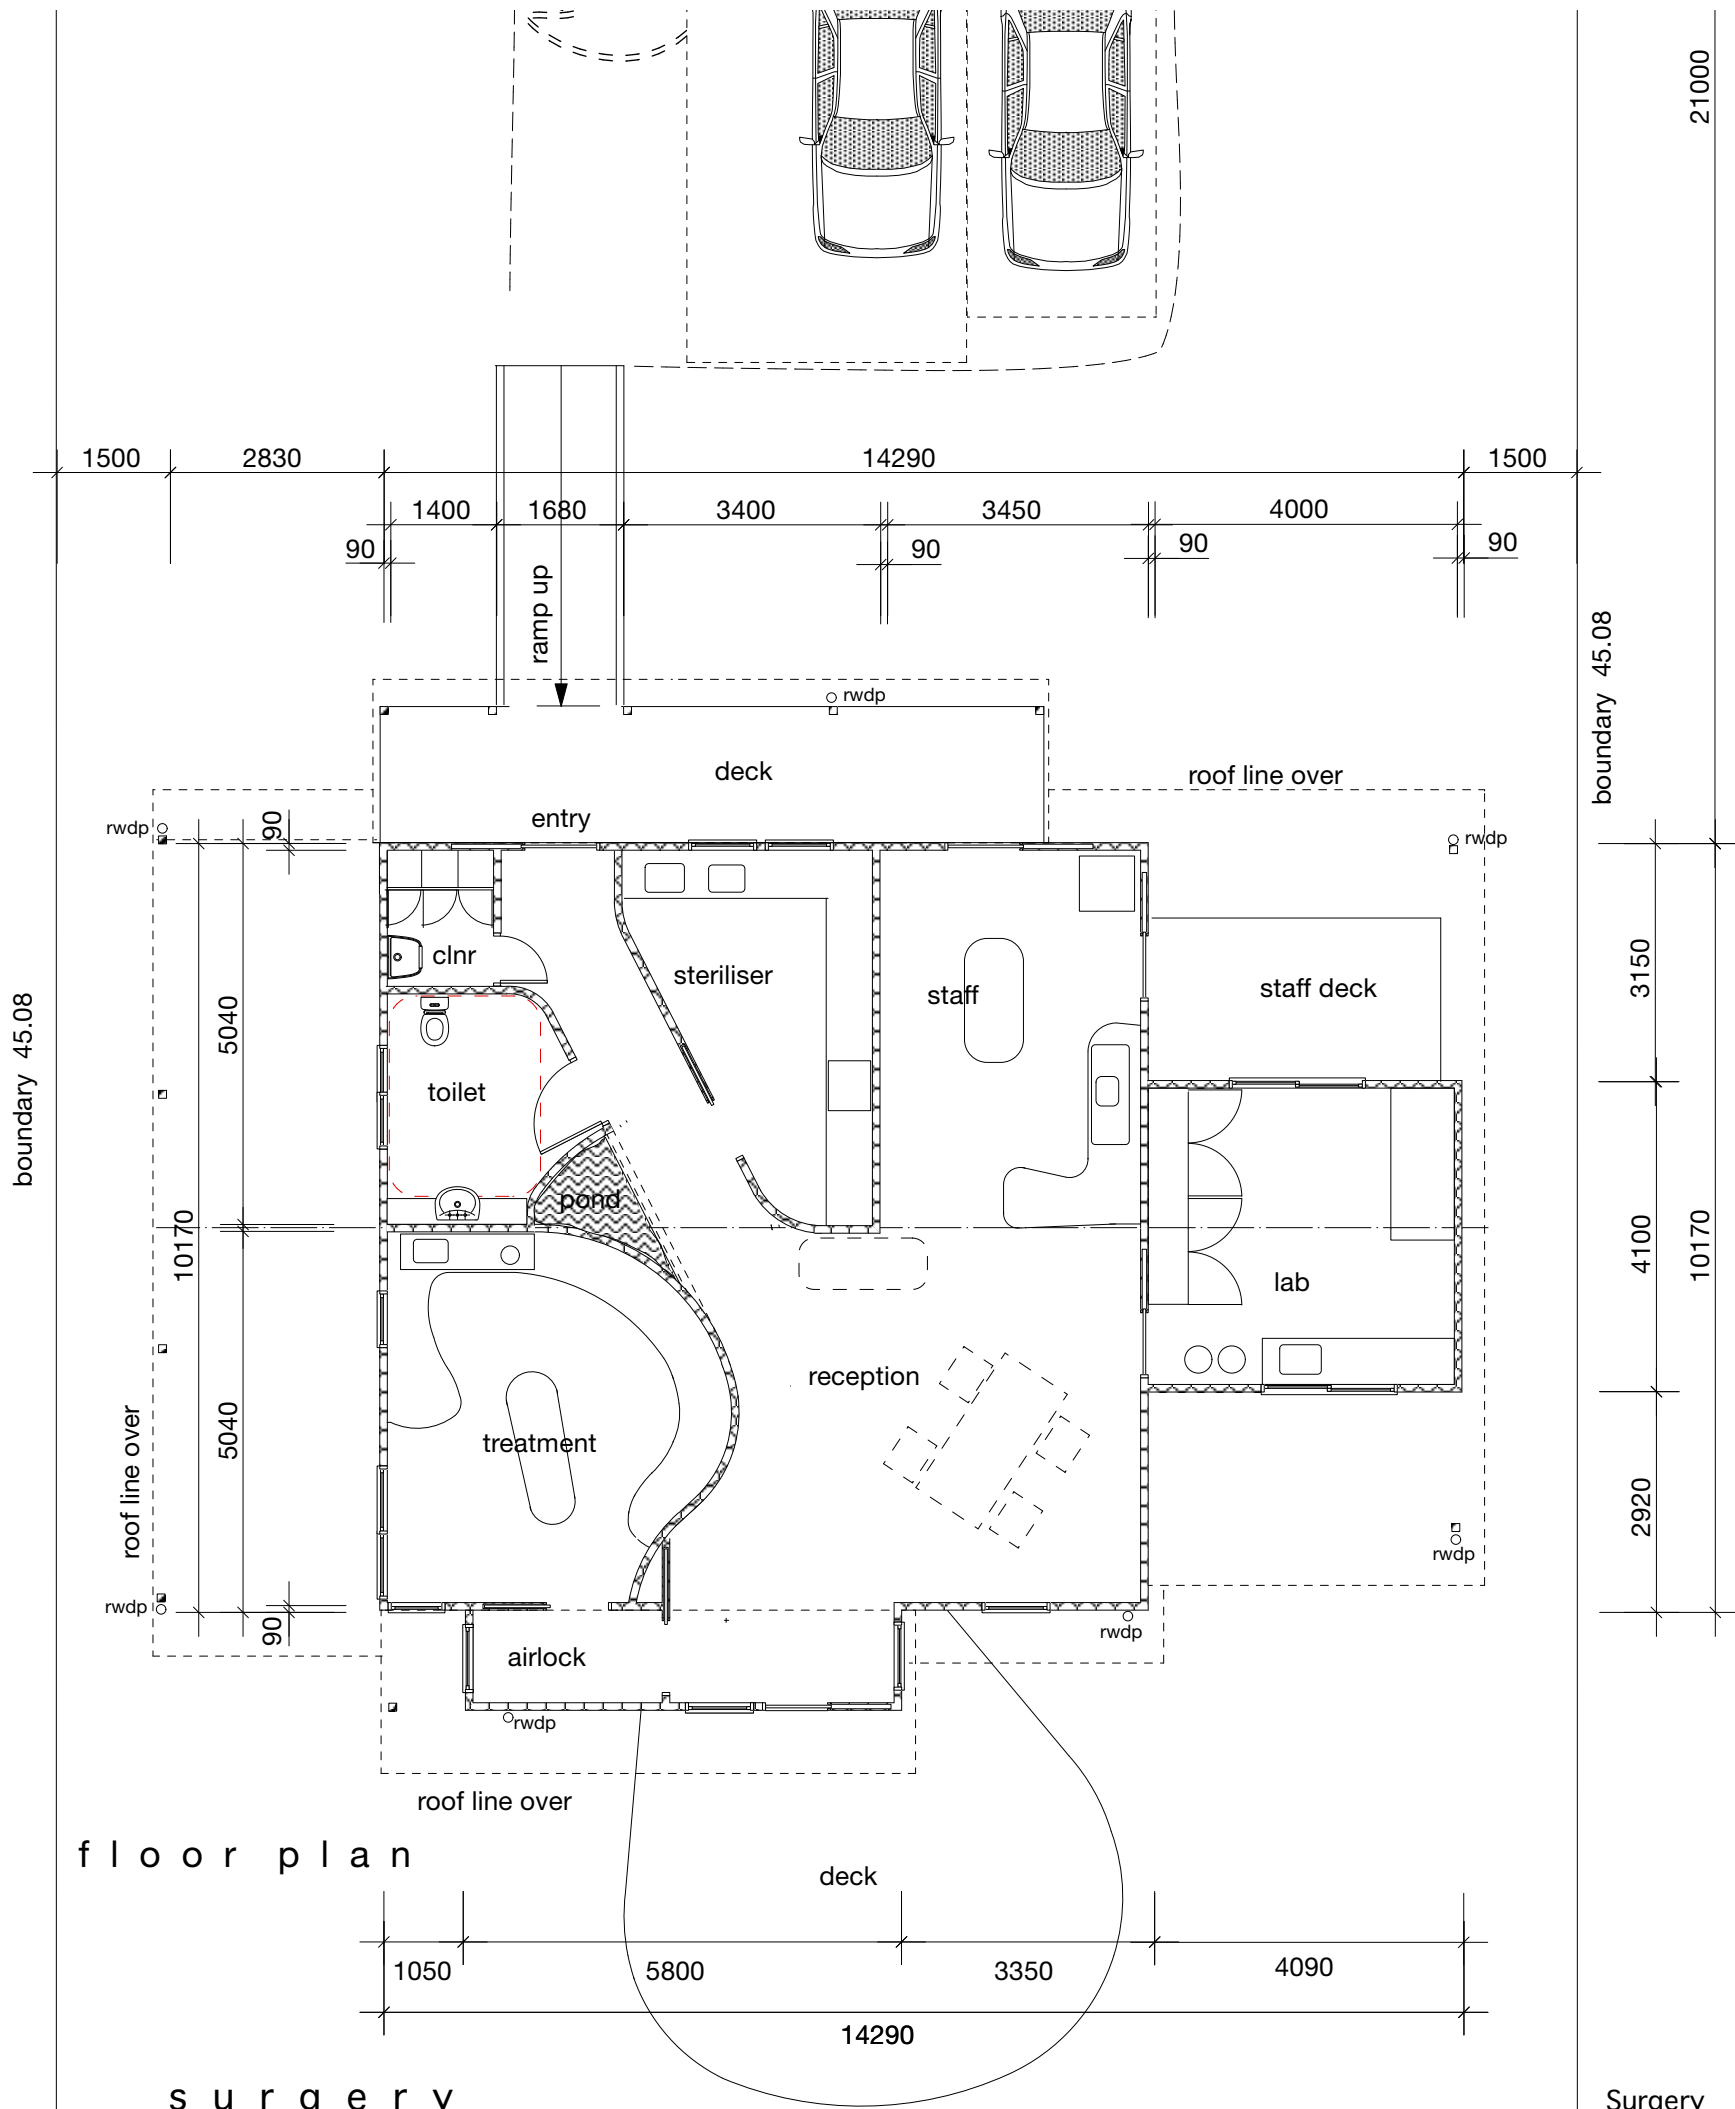 21000
1500 2830 14290 1500
1400 1680 3400 3450 4000
90 90 90 90
ramp up
boundary 45.08
rwdp
deck
roof line over
entry
90
rwdp
rwdp
clnr
steriliser
staff
staff deck
3150
boundary 45.08
5040
toilet
pond
10170
4100
10170
lab
reception
treatment
5040
roof line over
2920
rwdp
rwdp
90
rwdp
airlock
rwdp
roof line over
floor plan
deck
1050 5800 3350 4090
14290
surgery
Surgery